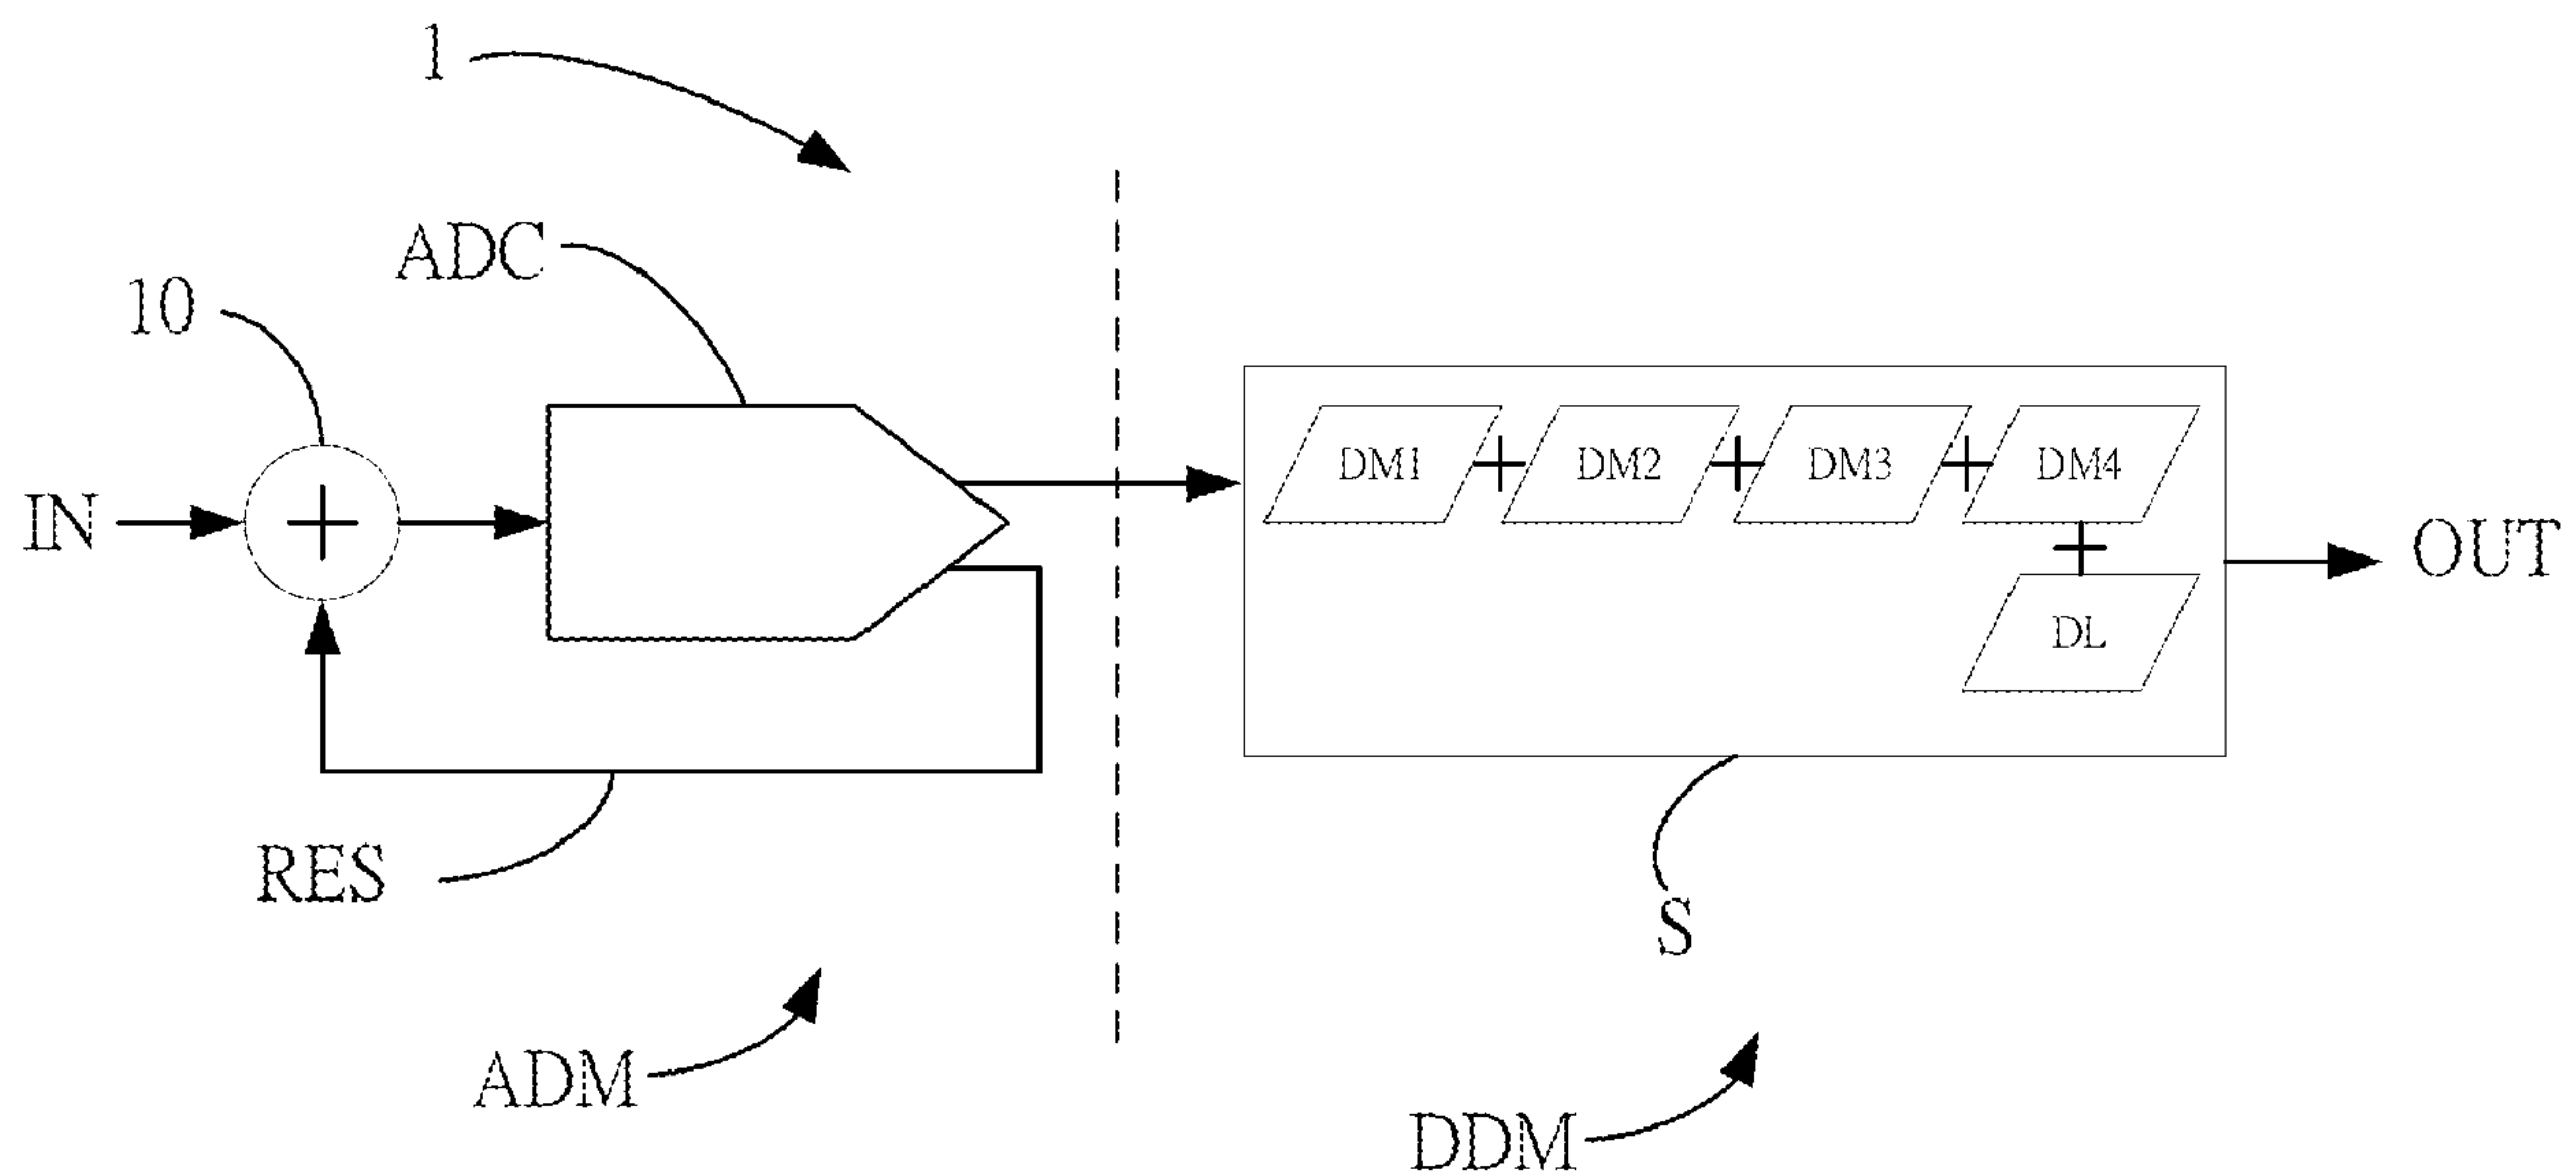 1
ADC
10
IN
DM1 + DM2 + DM3 + DM4
+
+
DL
OUT
RES
S
ADM
DDM